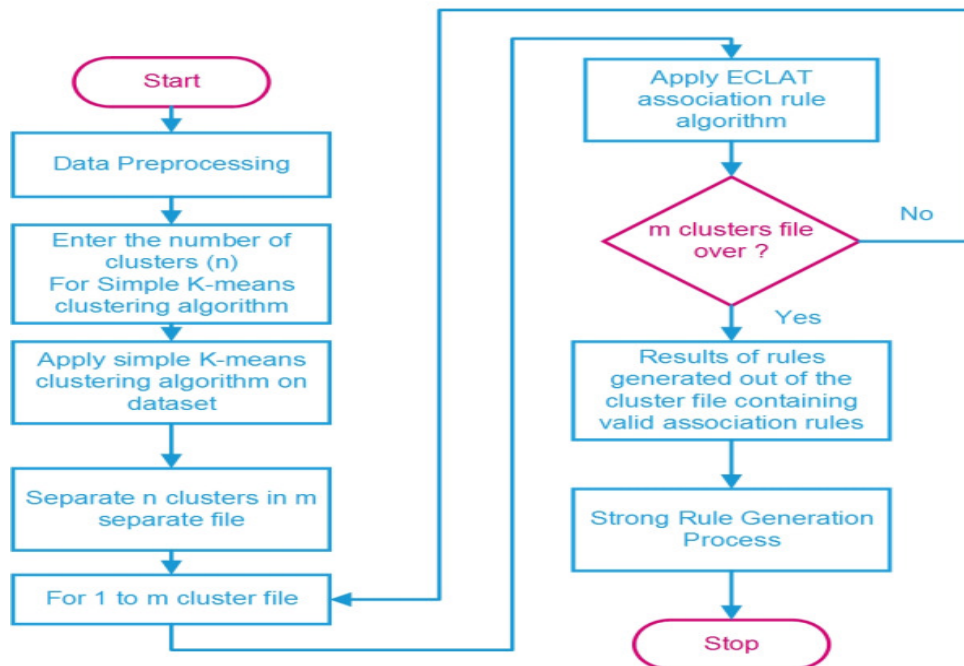 Start
Data Preprocessing
Enter the number of
clusters (n)
For Simple K-means
clustering algorithm
Apply simple K-means
clustering algorithm on
dataset
Separate n clusters in m
separate file
For 1 to m cluster file
Apply ECLAT
association rule
algorithm
m clusters file
over ?
No
Yes
Results of rules
generated out of the
cluster file containing
valid association rules
Strong Rule Generation
Process
Stop